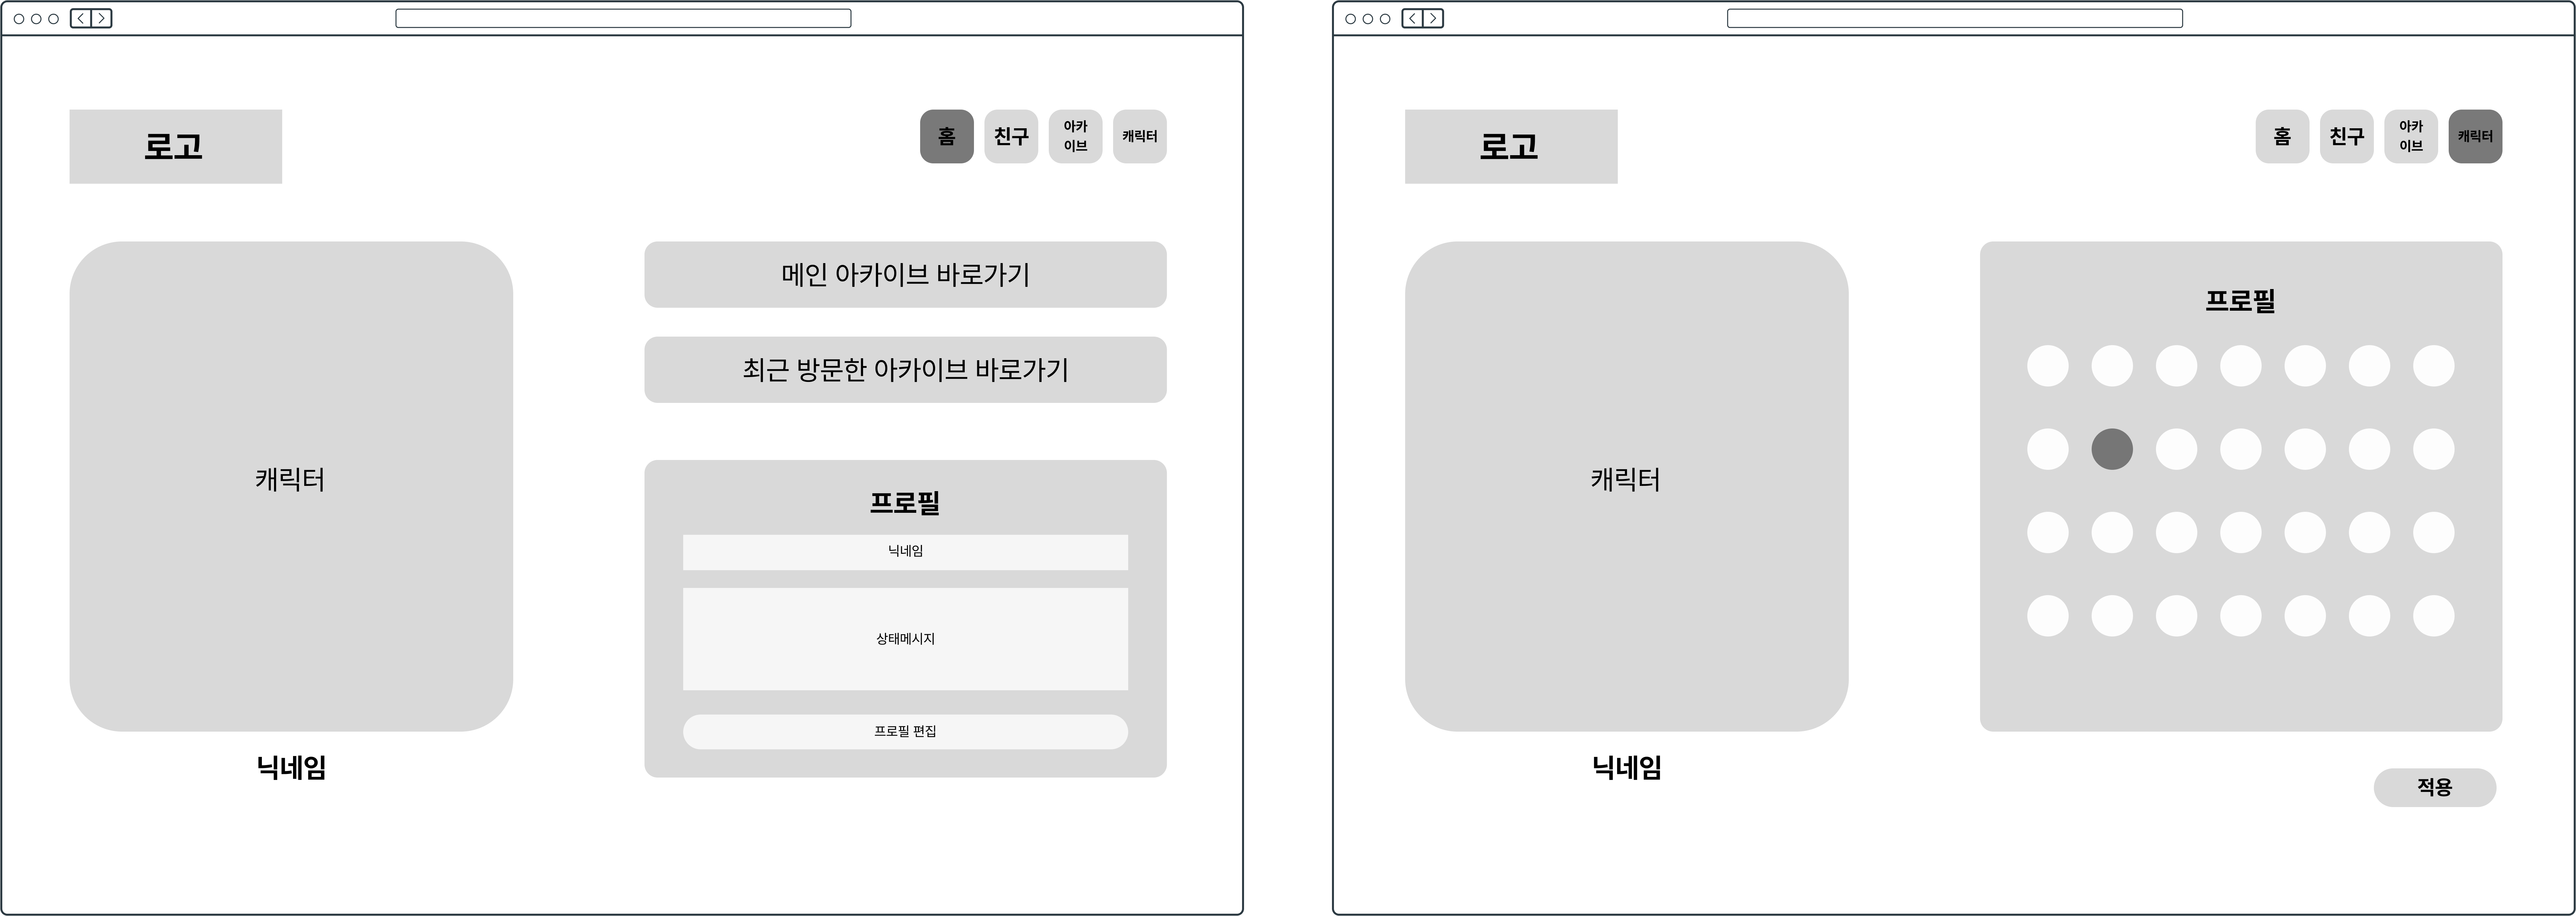 로고
홈
친구
아카
이브
캐릭터
메인 아카이브 바로가기
최근 방문한 아카이브 바로가기
캐릭터
프로필
닉네임
상태메시지
프로필 편집
닉네임
로고
홈
친구
아카
이브
캐릭터
캐릭터
프로필
닉네임
적용